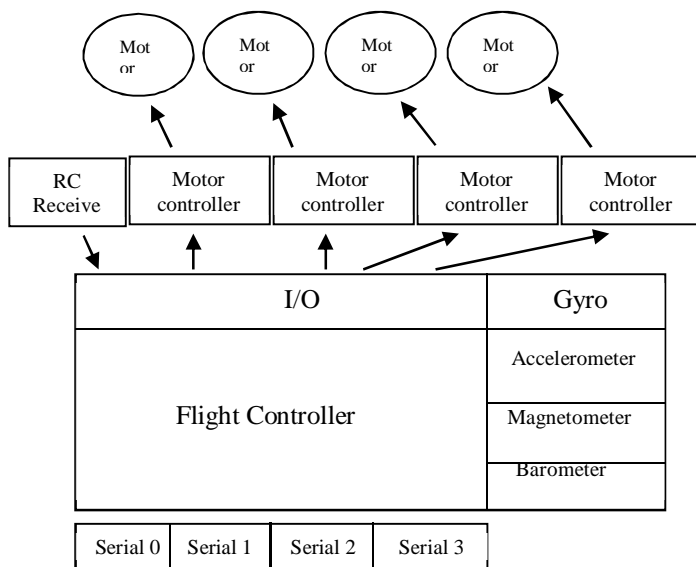 Mot
or
Mot
or
Mot
or
Mot
or
RC
Receive
Motor
controller
Motor
controller
Motor
controller
Motor
controller
I/O
Gyro
Flight Controller
Accelerometer
Magnetometer
Barometer
Serial 0
Serial 1
Serial 2
Serial 3